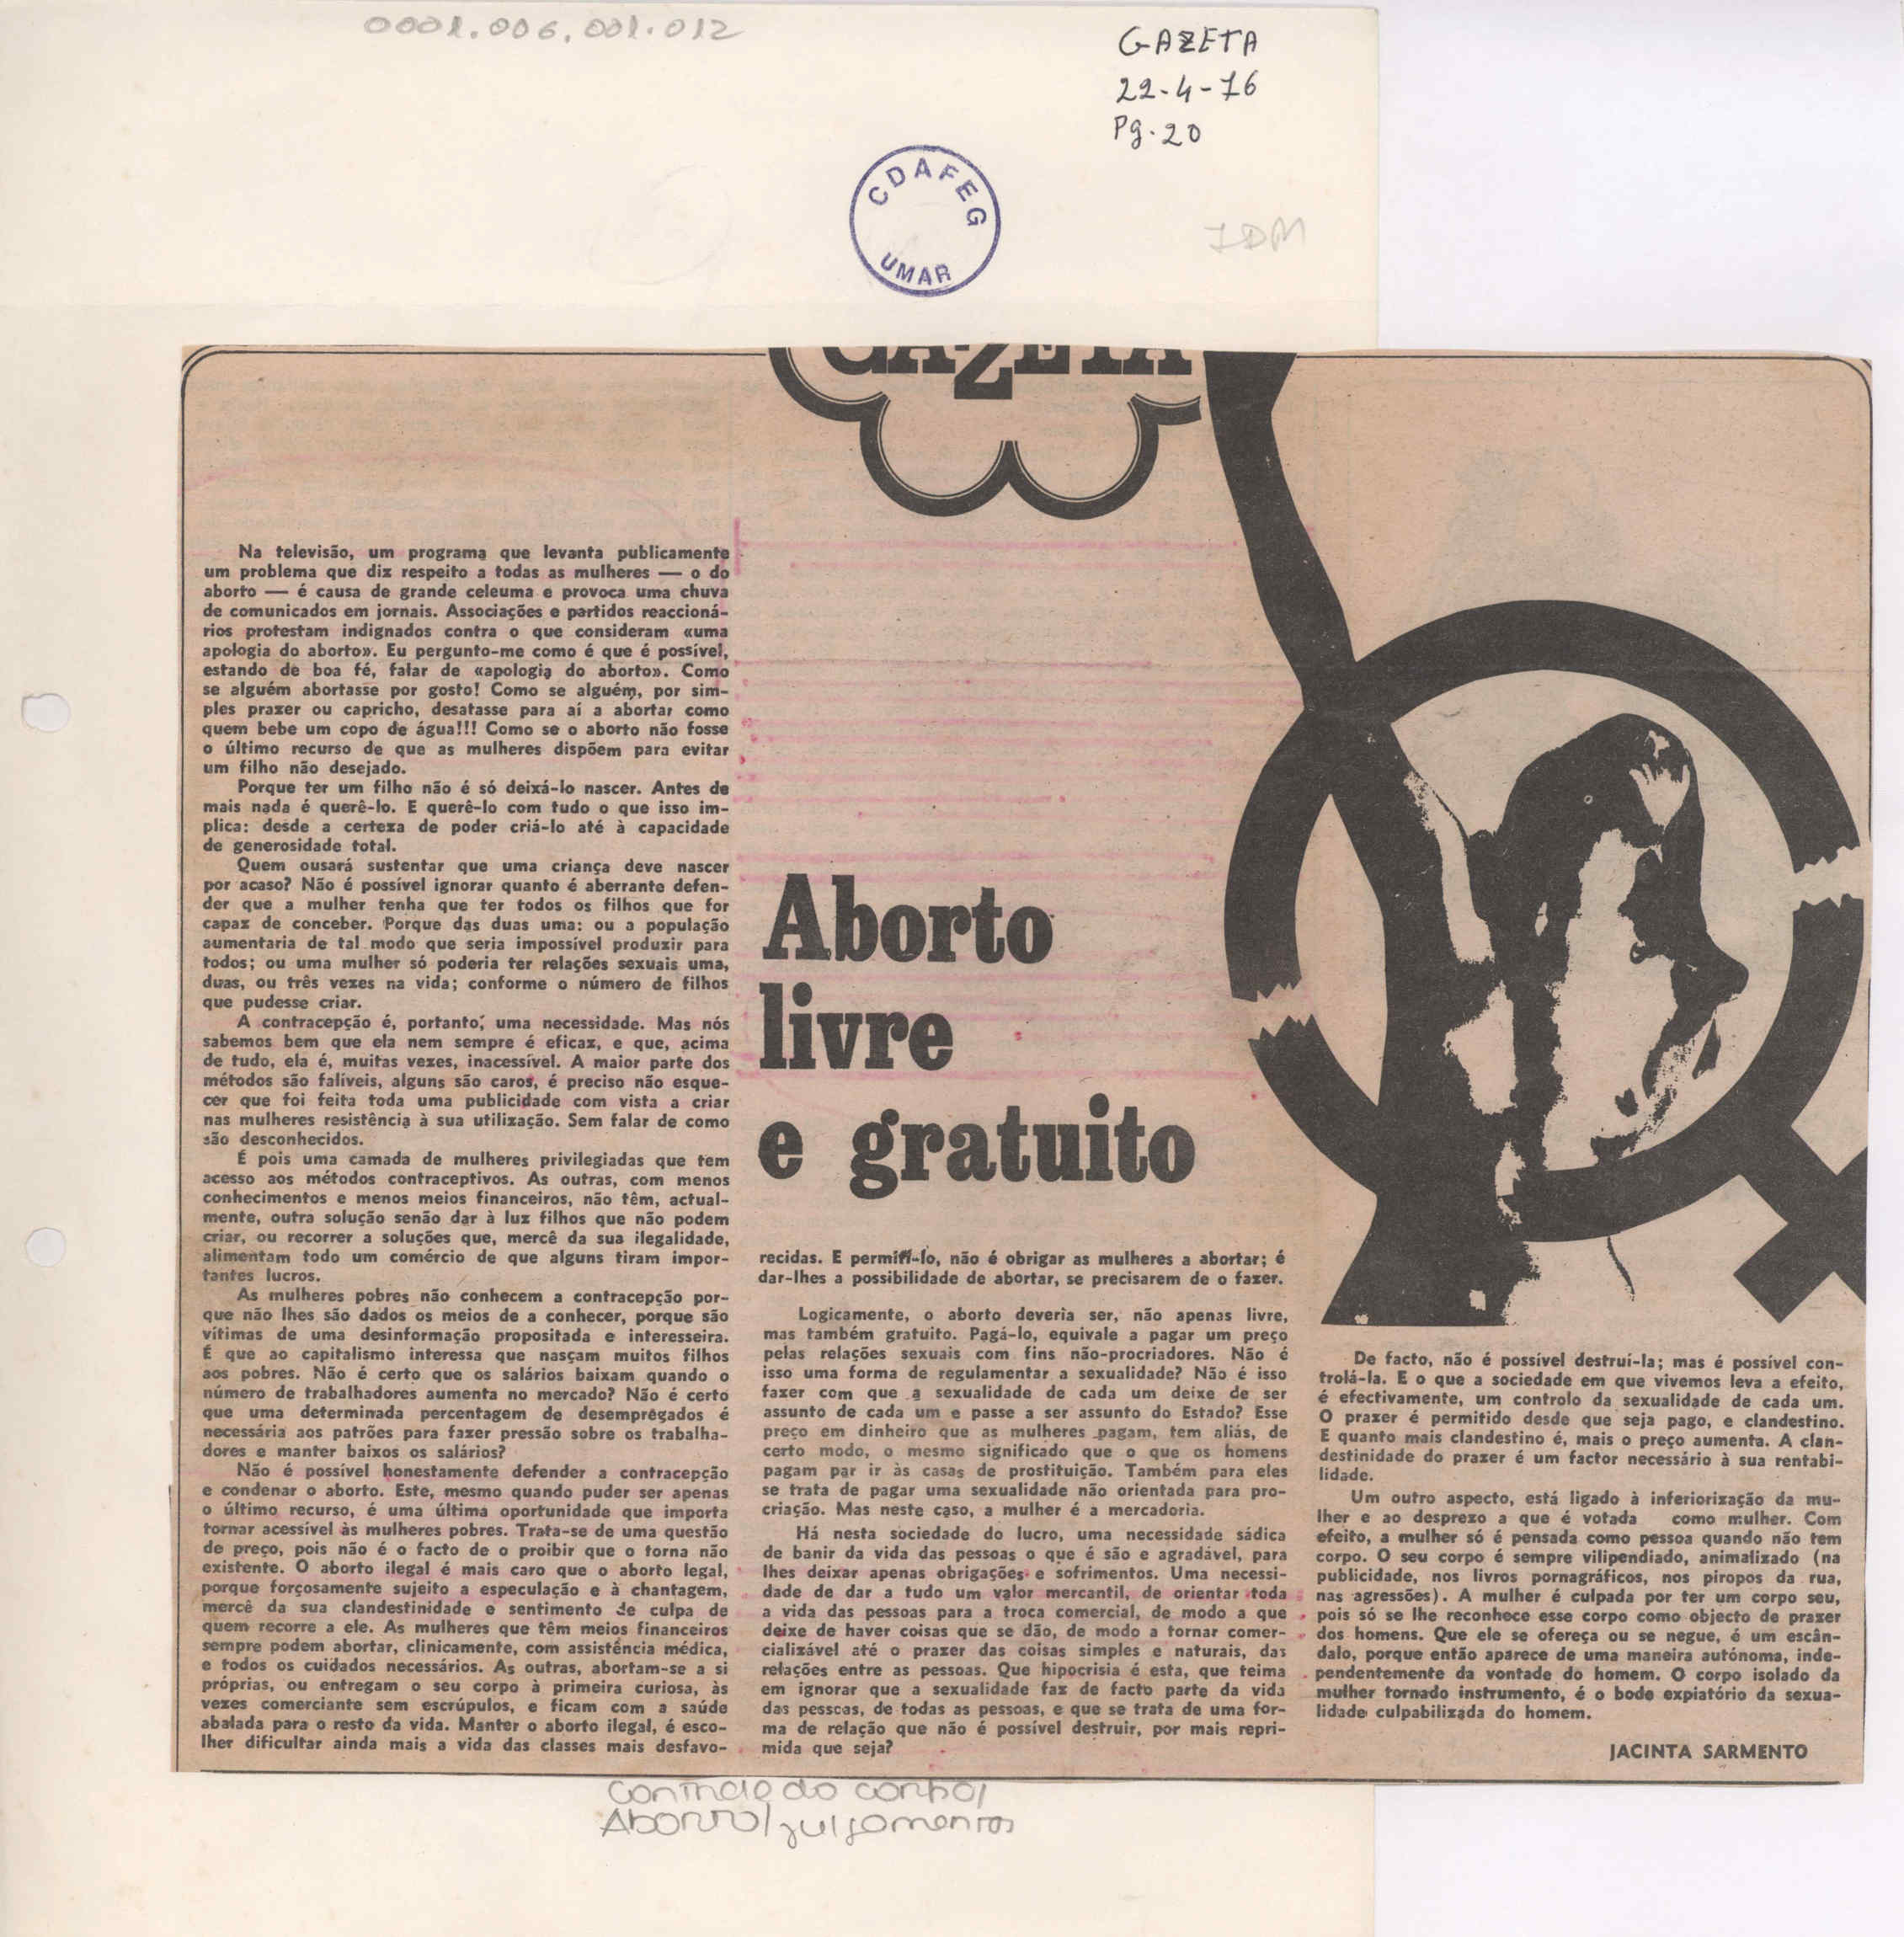 0001.006.001.012
GAZETA
22-4-76
Pg. 20
CDAFEG
UMAR
IDM
GAZETA
Na televisão, um programa que levanta publicamente
um problema que diz respeito a todas as mulheres — o do
aborto — é causa de grande celeuma e provoca uma chuva
de comunicados em jornais. Associações e partidos reaccioná-
rios protestam indignados contra o que consideram «uma
apologia do aborto». Eu pergunto-me como é que é possível,
estando de boa fé, falar de «apologia do aborto». Como
se alguém abortasse por gosto! Como se alguém, por sim-
ples prazer ou capricho, desatasse para aí a abortar como
quem bebe um copo de água!!! Como se o aborto não fosse
o último recurso de que as mulheres dispõem para evitar
um filho não desejado.
Porque ter um filho não é só deixá-lo nascer. Antes de
mais nada é querê-lo. E querê-lo com tudo o que isso im-
plica: desde a certeza de poder criá-lo até à capacidade
de generosidade total.
Quem ousará sustentar que uma criança deve nascer
por acaso? Não é possível ignorar quanto é aberrante defen-
der que a mulher tenha que ter todos os filhos que for
capaz de conceber. Porque das duas uma: ou a população
aumentaria de tal modo que seria impossível produzir para
todos; ou uma mulher só poderia ter relações sexuais uma,
duas, ou três vezes na vida; conforme o número de filhos
que pudesse criar.
A contracepção é, portanto, uma necessidade. Mas nós
sabemos bem que ela nem sempre é eficaz, e que, acima
de tudo, ela é, muitas vezes, inacessível. A maior parte dos
métodos são falíveis, alguns são caros, é preciso não esque-
cer que foi feita toda uma publicidade com vista a criar
nas mulheres resistência à sua utilização. Sem falar de como
são desconhecidos.
É pois uma camada de mulheres privilegiadas que tem
acesso aos métodos contraceptivos. As outras, com menos
conhecimentos e menos meios financeiros, não têm, actual-
mente, outra solução senão dar à luz filhos que não podem
criar, ou recorrer a soluções que, mercê da sua ilegalidade,
alimentam todo um comércio de que alguns tiram impor-
tantes lucros.
As mulheres pobres não conhecem a contracepção por-
que não lhes são dados os meios de a conhecer, porque são
vítimas de uma desinformação propositada e interesseira.
É que ao capitalismo interessa que nasçam muitos filhos
aos pobres. Não é certo que os salários baixam quando o
número de trabalhadores aumenta no mercado? Não é certo
que uma determinada percentagem de desempregados é
necessária aos patrões para fazer pressão sobre os trabalha-
dores e manter baixos os salários?
Não é possível honestamente defender a contracepção
e condenar o aborto. Este, mesmo quando puder ser apenas
o último recurso, é uma última oportunidade que importa
tornar acessível às mulheres pobres. Trata-se de uma questão
de preço, pois não é o facto de o proibir que o torna não
existente. O aborto ilegal é mais caro que o aborto legal,
porque forçosamente sujeito a especulação e à chantagem,
mercê da sua clandestinidade e sentimento de culpa de
quem recorre a ele. As mulheres que têm meios financeiros
sempre podem abortar, clinicamente, com assistência médica,
e todos os cuidados necessários. As outras, abortam-se a si
próprias, ou entregam o seu corpo à primeira curiosa, às
vezes comerciante sem escrúpulos, e ficam com a saúde
abalada para o resto da vida. Manter o aborto ilegal, é esco-
lher dificultar ainda mais a vida das classes mais desfavo-
Aborto
livre
e gratuito
recidas. E permiti-lo, não é obrigar as mulheres a abortar; é
dar-lhes a possibilidade de abortar, se precisarem de o fazer.
Logicamente, o aborto deveria ser, não apenas livre,
mas também gratuito. Pagá-lo, equivale a pagar um preço
pelas relações sexuais com fins não-procriadores. Não é
isso uma forma de regulamentar a sexualidade? Não é isso
fazer com que a sexualidade de cada um deixe de ser
assunto de cada um e passe a ser assunto do Estado? Esse
preço em dinheiro que as mulheres pagam, tem aliás, de
certo modo, o mesmo significado que o que os homens
pagam par ir às casas de prostituição. Também para eles
se trata de pagar uma sexualidade não orientada para pro-
criação. Mas neste caso, a mulher é a mercadoria.
Há nesta sociedade do lucro, uma necessidade sádica
de banir da vida das pessoas o que é são e agradável, para
lhes deixar apenas obrigações e sofrimentos. Uma necessi-
dade de dar a tudo um valor mercantil, de orientar toda
a vida das pessoas para a troca comercial, de modo a que
deixe de haver coisas que se dão, de modo a tornar comer-
cializável até o prazer das coisas simples e naturais, das
relações entre as pessoas. Que hipocrisia é esta, que teima
em ignorar que a sexualidade faz de facto parte da vida
das pessoas, de todas as pessoas, e que se trata de uma for-
ma de relação que não é possível destruir, por mais repri-
mida que seja?
De facto, não é possível destruí-la; mas é possível con-
trolá-la. E o que a sociedade em que vivemos leva a efeito,
é efectivamente, um controlo da sexualidade de cada um.
O prazer é permitido desde que seja pago, e clandestino.
E quanto mais clandestino é, mais o preço aumenta. A clan-
destinidade do prazer é um factor necessário à sua rentabi-
lidade.
Um outro aspecto, está ligado à inferiorização da mu-
lher e ao desprezo a que é votada como mulher. Com
efeito, a mulher só é pensada como pessoa quando não tem
corpo. O seu corpo é sempre vilipendiado, animalizado (na
publicidade, nos livros pornagráficos, nos piropos da rua,
nas agressões). A mulher é culpada por ter um corpo seu,
pois só se lhe reconhece esse corpo como objecto de prazer
dos homens. Que ele se ofereça ou se negue, é um escân-
dalo, porque então aparece de uma maneira autónoma, inde-
pendentemente da vontade do homem. O corpo isolado da
mulher tornado instrumento, é o bode expiatório da sexua-
lidade culpabilizada do homem.
JACINTA SARMENTO
Controle do corpo/
Aborto/julgamentos